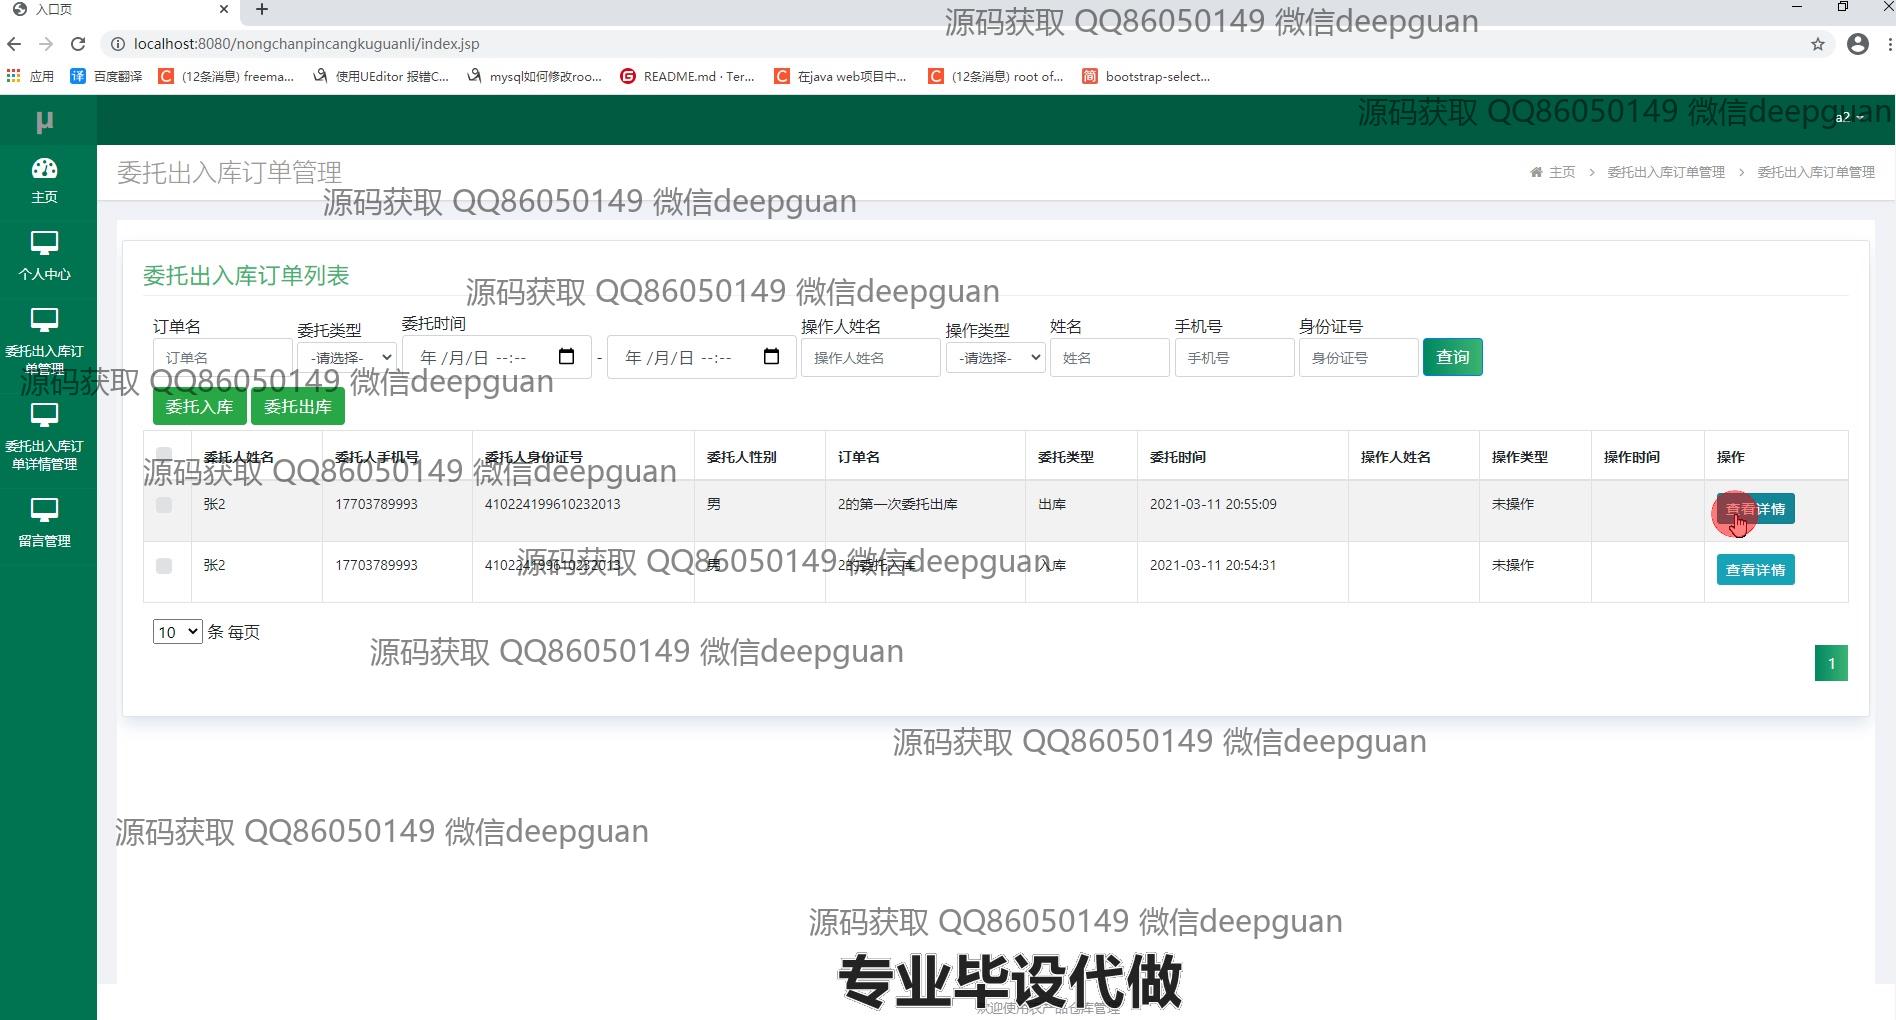 入口页
源码获取 QQ86050149 微信deepguan
localhost:8080/nongchanpincangkuguanli/index.jsp
应用 百度翻译 (12条消息) freema... 使用UEditor 报错C... mysql如何修改roo... README.md · Ter... 在java web项目中... (12条消息) root of... bootstrap-select...
源码获取 QQ86050149 微信deepguan
μ
a2
主页
委托出入库订单管理
主页 > 委托出入库订单管理 > 委托出入库订单管理
源码获取 QQ86050149 微信deepguan
个人中心
委托出入库订单列表
源码获取 QQ86050149 微信deepguan
订单名 委托类型 委托时间 操作人姓名 操作类型 姓名 手机号 身份证号
订单名 -请选择- 年 /月/日 --:-- - 年 /月/日 --:-- 操作人姓名 -请选择- 姓名 手机号 身份证号 查询
委托出入库订
单管理
源码获取 QQ86050149 微信deepguan
委托入库 委托出库
委托出入库订
单详情管理
委托人姓名 委托人手机号 委托人身份证号 委托人性别 订单名 委托类型 委托时间 操作人姓名 操作类型 操作时间 操作
源码获取 QQ86050149 微信deepguan
张2 17703789993 410224199610232013 男 2的第一次委托出库 出库 2021-03-11 20:55:09 未操作 查看详情
留言管理
源码获取 QQ86050149 微信deepguan
张2 17703789993 410224199610232013 男 2的委托入库 入库 2021-03-11 20:54:31 未操作 查看详情
10 条 每页
源码获取 QQ86050149 微信deepguan
1
源码获取 QQ86050149 微信deepguan
源码获取 QQ86050149 微信deepguan
源码获取 QQ86050149 微信deepguan
专业毕设代做
欢迎使用农产品仓库管理